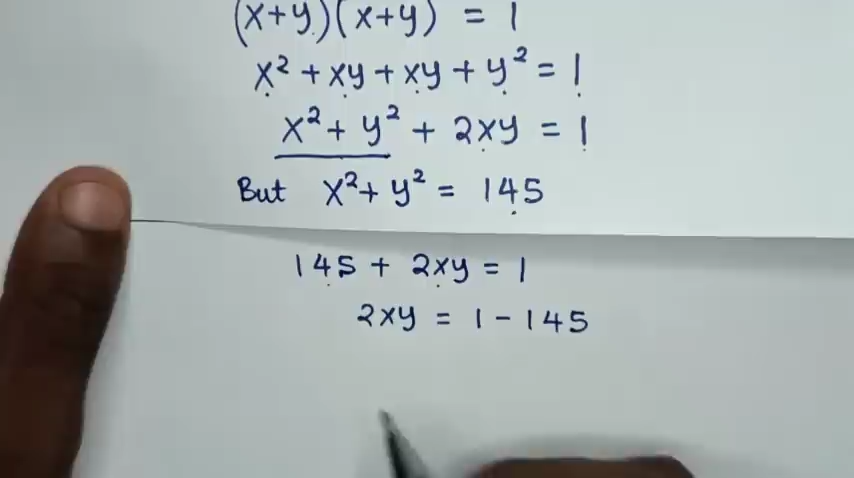 (x+y)(x+y) = 1
x² + xy + xy + y² = 1
x² + y² + 2xy = 1
But x² + y² = 145
145 + 2xy = 1
2xy = 1 - 145